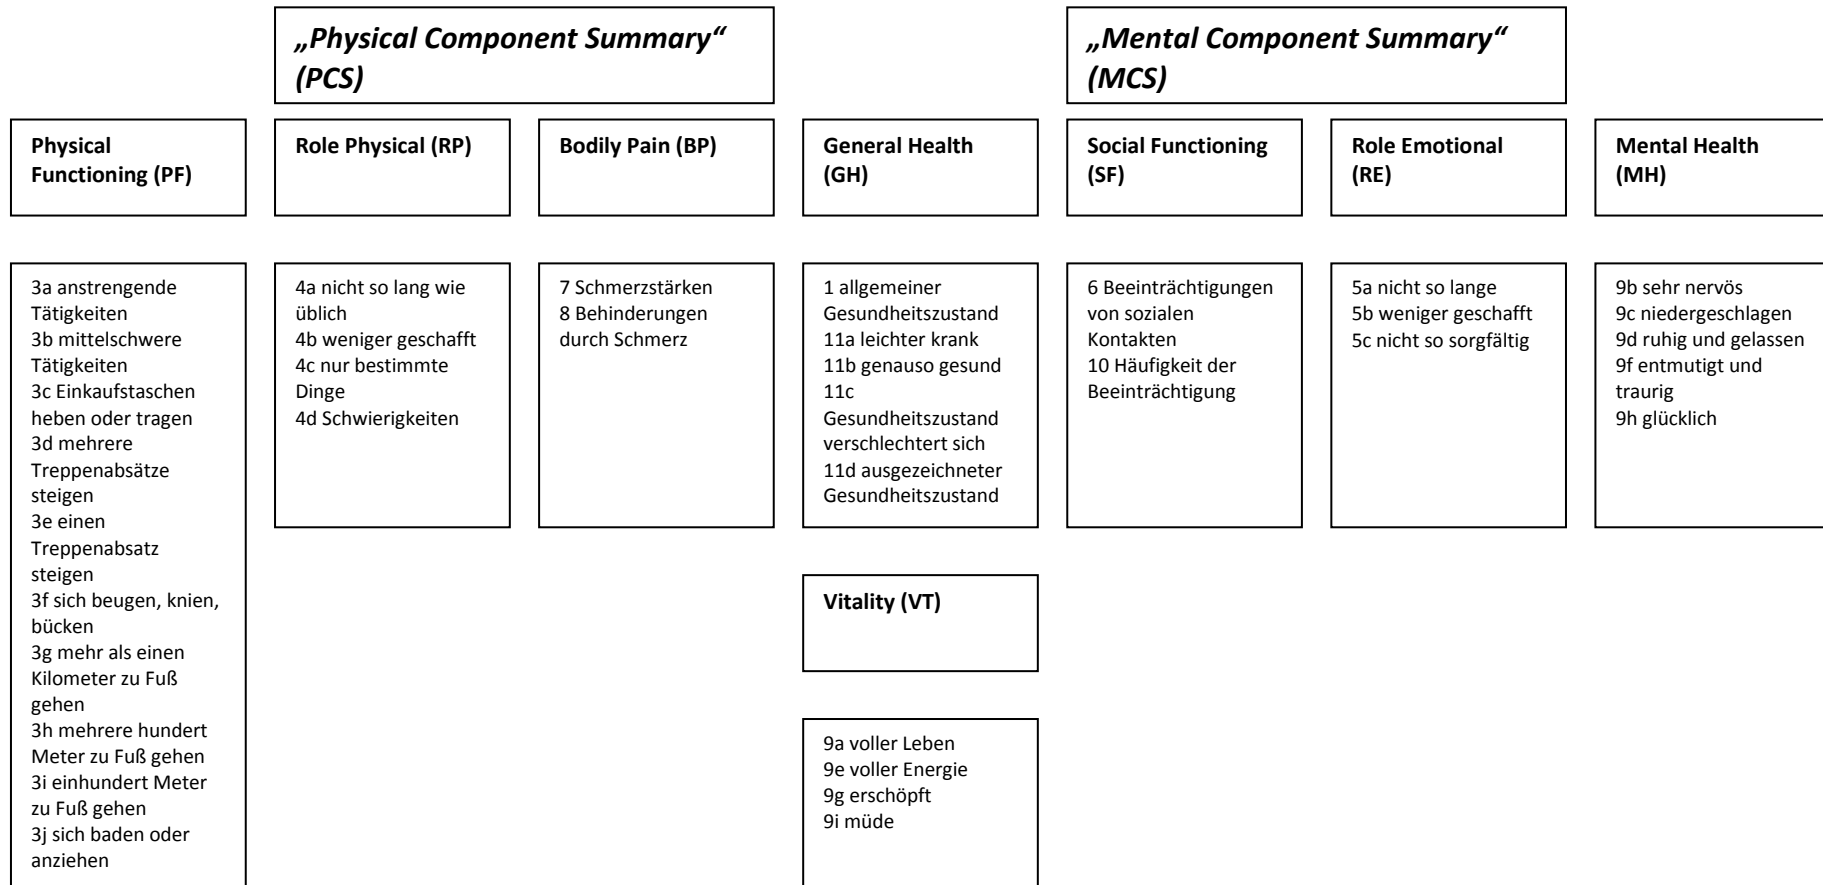 „Physical Component Summary“
(PCS)
„Mental Component Summary“
(MCS)
Physical
Functioning (PF)
Role Physical (RP)
Bodily Pain (BP)
General Health
(GH)
Social Functioning
(SF)
Role Emotional
(RE)
Mental Health
(MH)
3a anstrengende
Tätigkeiten
3b mittelschwere
Tätigkeiten
3c Einkaufstaschen
heben oder tragen
3d mehrere
Treppenabsätze
steigen
3e einen
Treppenabsatz
steigen
3f sich beugen, knien,
bücken
3g mehr als einen
Kilometer zu Fuß
gehen
3h mehrere hundert
Meter zu Fuß gehen
3i einhundert Meter
zu Fuß gehen
3j sich baden oder
anziehen
4a nicht so lang wie
üblich
4b weniger geschafft
4c nur bestimmte
Dinge
4d Schwierigkeiten
7 Schmerzstärken
8 Behinderungen
durch Schmerz
1 allgemeiner
Gesundheitszustand
11a leichter krank
11b genauso gesund
11c
Gesundheitszustand
verschlechtert sich
11d ausgezeichneter
Gesundheitszustand
6 Beeinträchtigungen
von sozialen
Kontakten
10 Häufigkeit der
Beeinträchtigung
5a nicht so lange
5b weniger geschafft
5c nicht so sorgfältig
9b sehr nervös
9c niedergeschlagen
9d ruhig und gelassen
9f entmutigt und
traurig
9h glücklich
Vitality (VT)
9a voller Leben
9e voller Energie
9g erschöpft
9i müde